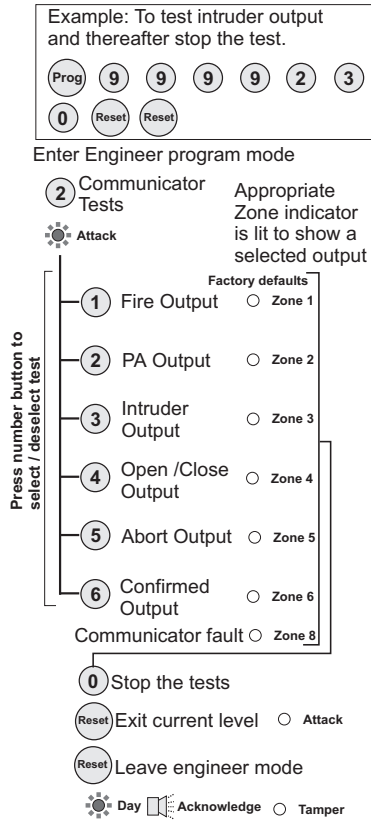 Example: To test intruder output
and thereafter stop the test.
Prog 9 9 9 9 2 3
0 Reset Reset
Enter Engineer program mode
2 Communicator
Tests
Attack
Appropriate
Zone indicator
is lit to show a
selected output
Factory defaults
Press number button to
select / deselect test
1 Fire Output Zone 1
2 PA Output Zone 2
3 Intruder
Output Zone 3
4 Open /Close
Output Zone 4
5 Abort Output Zone 5
6 Confirmed
Output Zone 6
Communicator fault Zone 8
0 Stop the tests
Reset Exit current level Attack
Reset Leave engineer mode
Day Acknowledge Tamper